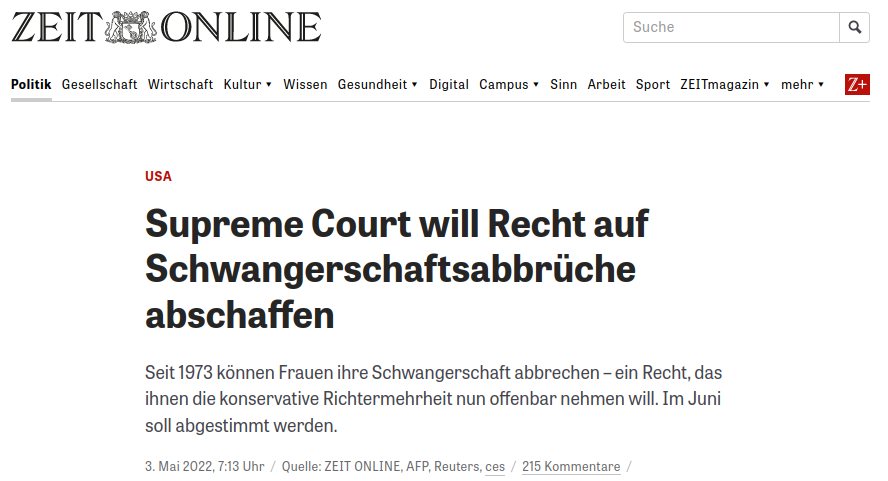 ZEIT ONLINE
Suche
Politik Gesellschaft Wirtschaft Kultur ▾ Wissen Gesundheit ▾ Digital Campus ▾ Sinn Arbeit Sport ZEITmagazin ▾ mehr ▾ Z+
USA
Supreme Court will Recht auf
Schwangerschaftsabbrüche
abschaffen
Seit 1973 können Frauen ihre Schwangerschaft abbrechen – ein Recht, das
ihnen die konservative Richtermehrheit nun offenbar nehmen will. Im Juni
soll abgestimmt werden.
3. Mai 2022, 7:13 Uhr / Quelle: ZEIT ONLINE, AFP, Reuters, ces / 215 Kommentare /